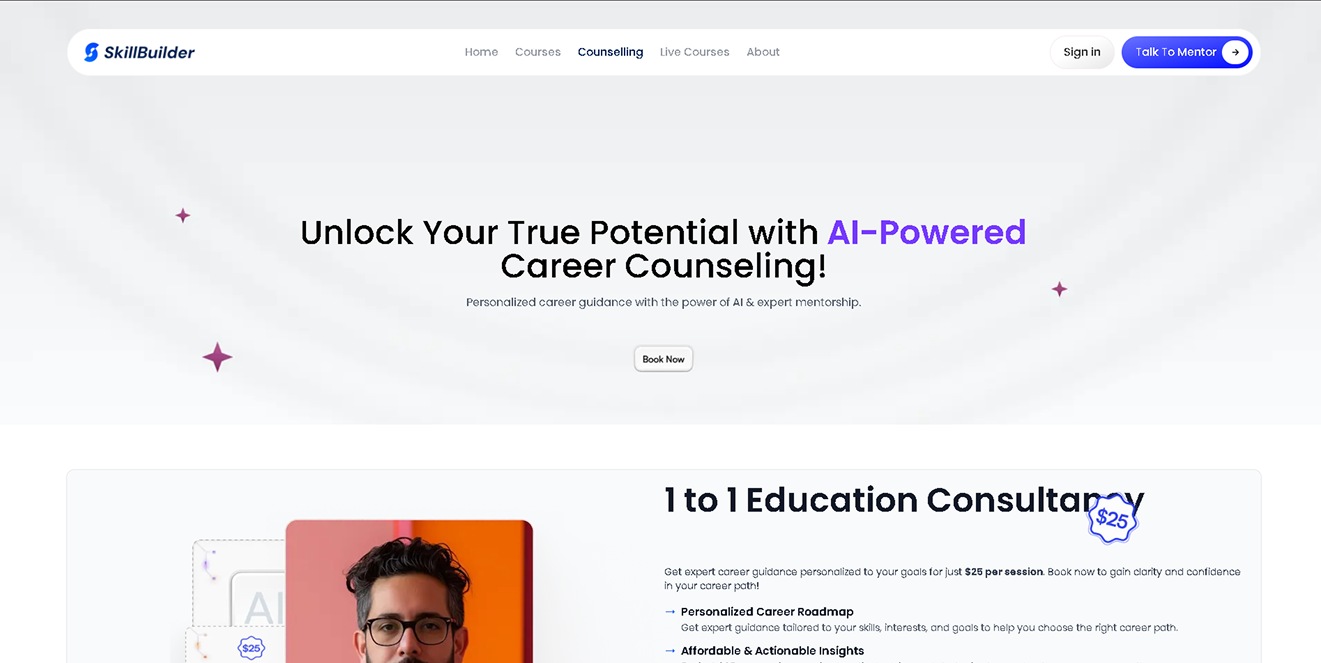 SkillBuilder
Home Courses Counselling Live Courses About
Sign in
Talk To Mentor
Unlock Your True Potential with AI-Powered
Career Counseling!
Personalized career guidance with the power of AI & expert mentorship.
Book Now
1 to 1 Education Consultancy
$25
Get expert career guidance personalized to your goals for just $25 per session. Book now to gain clarity and confidence
in your career path!
→ Personalized Career Roadmap
Get expert guidance tailored to your skills, interests, and goals to help you choose the right career path.
→ Affordable & Actionable Insights
AI
$25